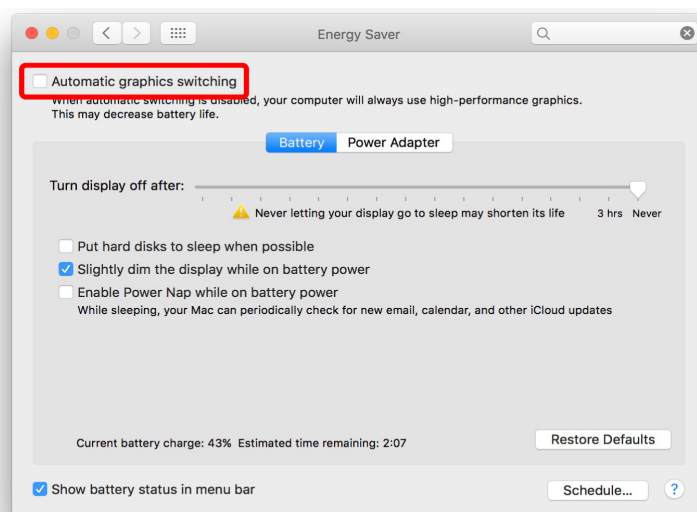 Energy Saver
Automatic graphics switching
When automatic switching is disabled, your computer will always use high-performance graphics.
This may decrease battery life.
Battery Power Adapter
Turn display off after:
Never letting your display go to sleep may shorten its life 3 hrs Never
Put hard disks to sleep when possible
Slightly dim the display while on battery power
Enable Power Nap while on battery power
While sleeping, your Mac can periodically check for new email, calendar, and other iCloud updates
Current battery charge: 43% Estimated time remaining: 2:07
Restore Defaults
Show battery status in menu bar
Schedule... ?